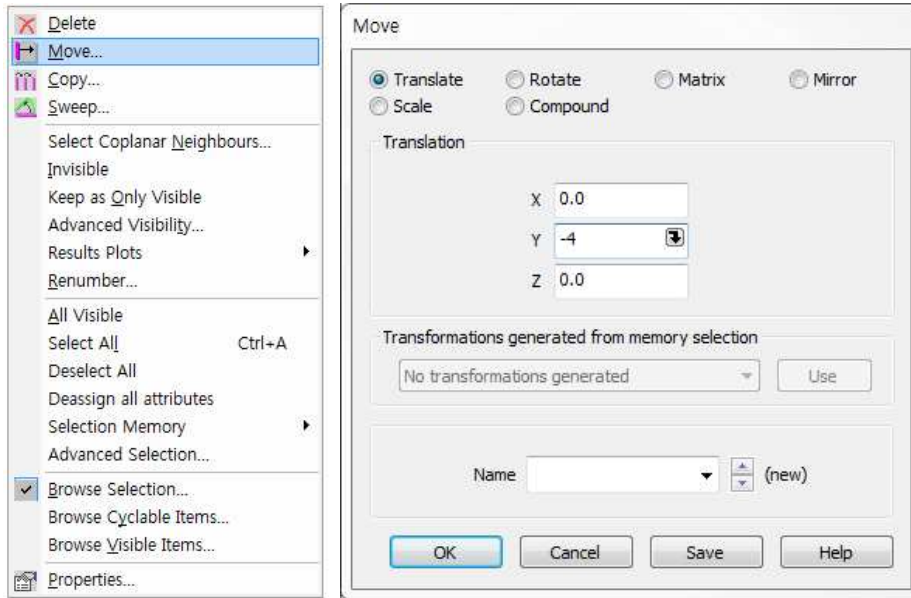 Delete
Move...
Copy...
Sweep...
Select Coplanar Neighbours...
Invisible
Keep as Only Visible
Advanced Visibility...
Results Plots
Renumber...
All Visible
Select All Ctrl+A
Deselect All
Deassign all attributes
Selection Memory
Advanced Selection...
Browse Selection...
Browse Cyclable Items...
Browse Visible Items...
Properties...
Move
Translate Rotate Matrix Mirror
Scale Compound
Translation
X 0.0
Y -4
Z 0.0
Transformations generated from memory selection
No transformations generated Use
Name (new)
OK Cancel Save Help